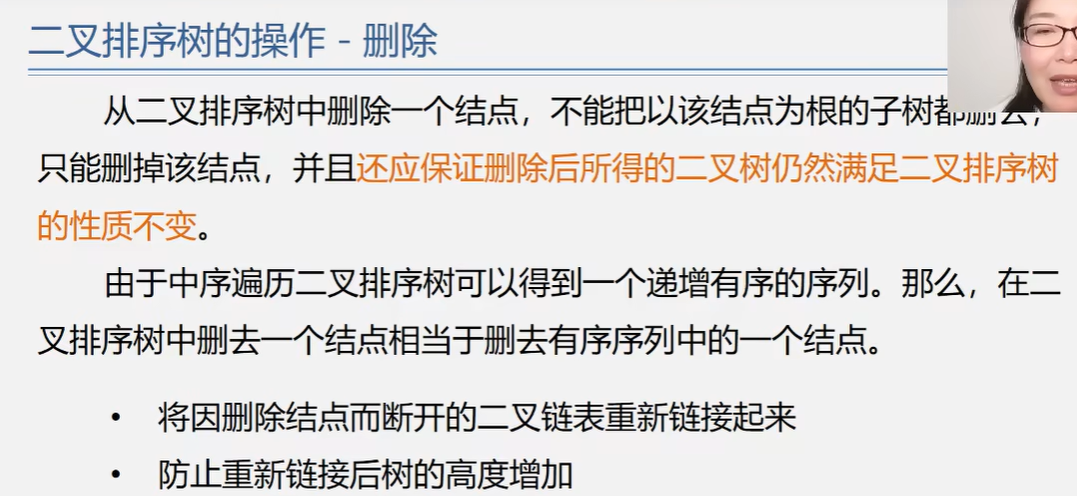 二叉排序树的操作 - 删除
从二叉排序树中删除一个结点，不能把以该结点为根的子树都删去，
只能删掉该结点，并且还应保证删除后所得的二叉树仍然满足二叉排序树
的性质不变。
由于中序遍历二叉排序树可以得到一个递增有序的序列。那么，在二
叉排序树中删去一个结点相当于删去有序序列中的一个结点。
• 将因删除结点而断开的二叉链表重新链接起来
• 防止重新链接后树的高度增加